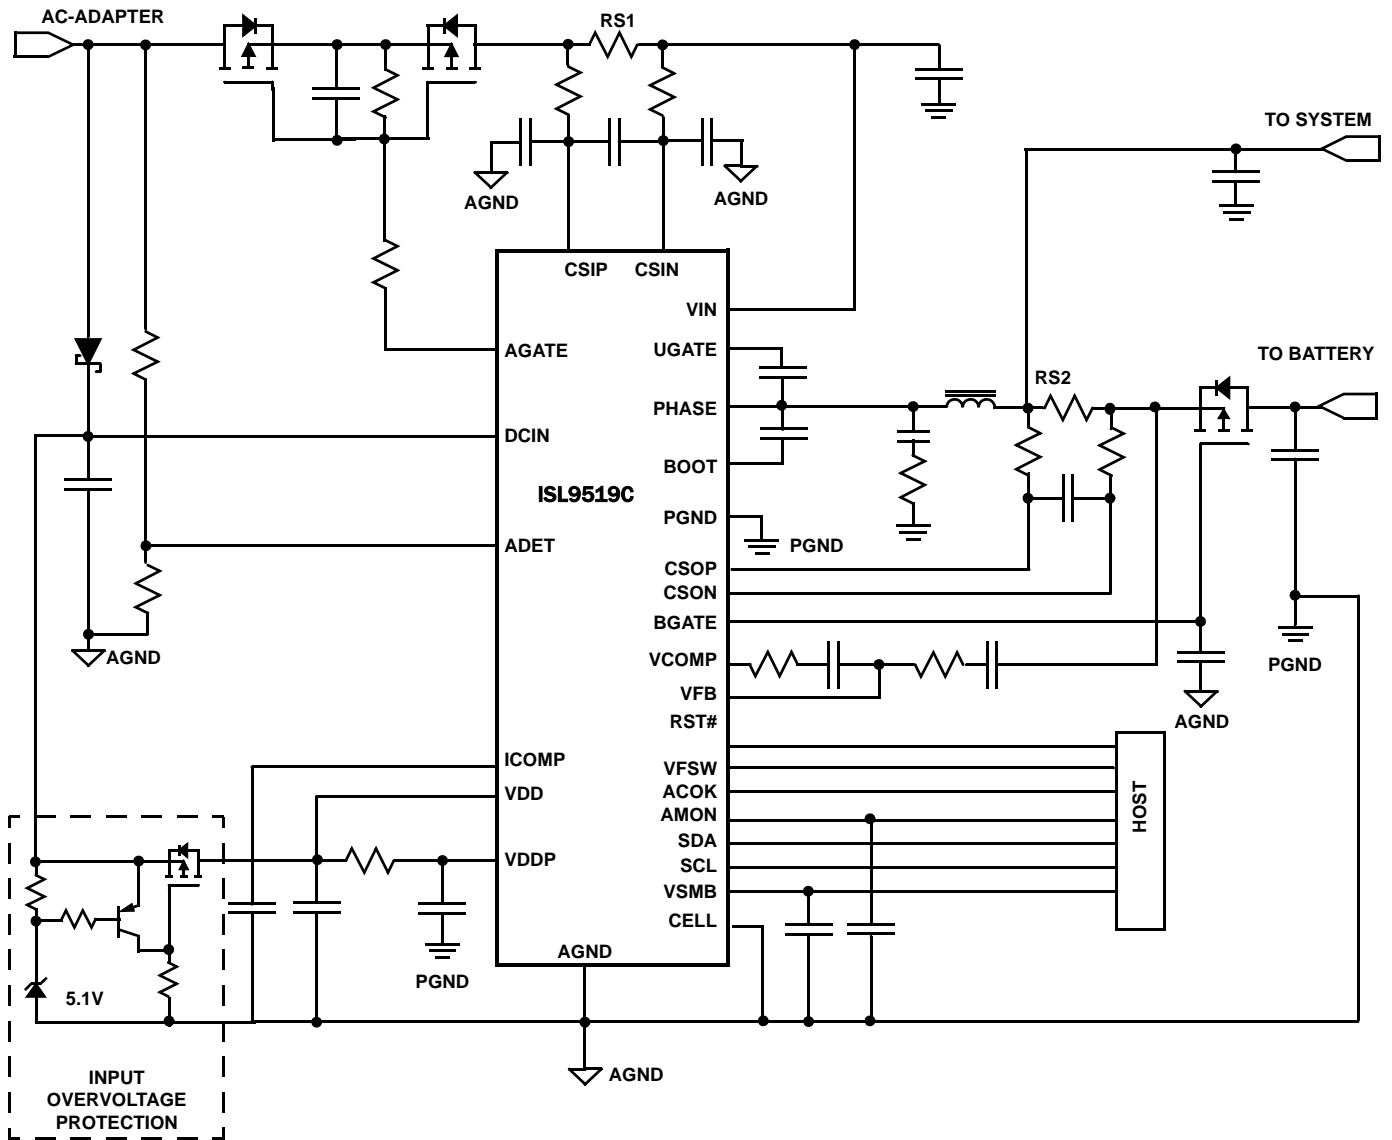 AC-ADAPTER
RS1
TO SYSTEM
AGND
AGND
CSIP
CSIN
VIN
AGATE
UGATE
TO BATTERY
RS2
PHASE
DCIN
BOOT
ISL9519C
PGND
PGND
ADET
CSOP
CSON
BGATE
AGND
VCOMP
PGND
VFB
RST#
AGND
ICOMP
VFSW
VDD
ACOK
HOST
AMON
SDA
VDDP
SCL
VSMB
CELL
AGND
PGND
5.1V
AGND
INPUT
OVERVOLTAGE
PROTECTION